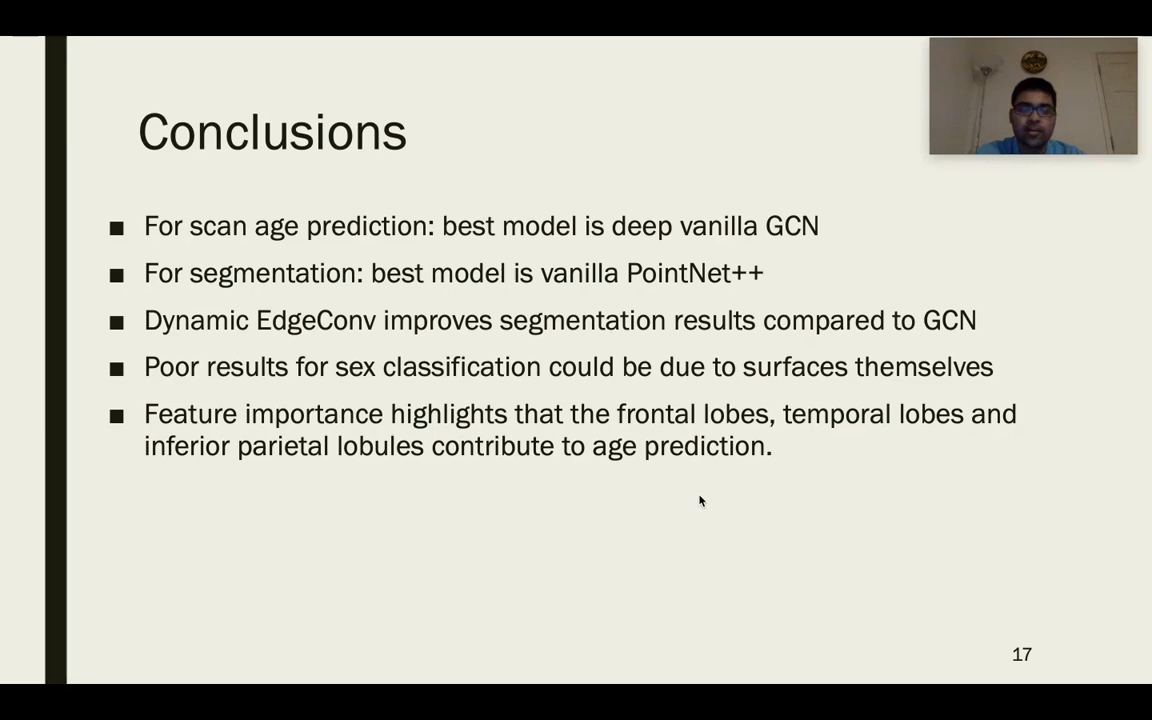 Conclusions
■ For scan age prediction: best model is deep vanilla GCN
■ For segmentation: best model is vanilla PointNet++
■ Dynamic EdgeConv improves segmentation results compared to GCN
■ Poor results for sex classification could be due to surfaces themselves
■ Feature importance highlights that the frontal lobes, temporal lobes and
inferior parietal lobules contribute to age prediction.
17